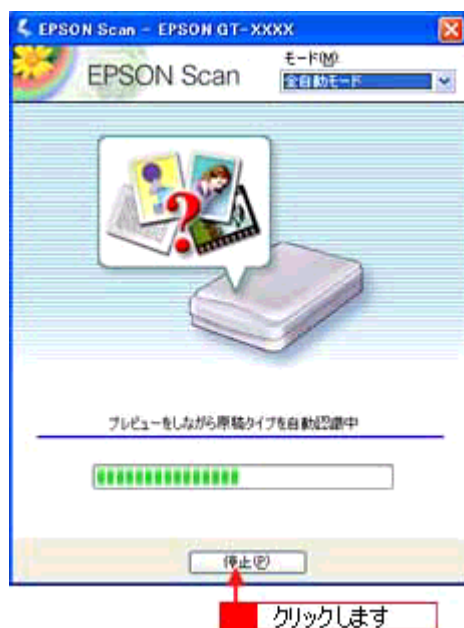 EPSON Scan - EPSON GT-XXXX
EPSON Scan
モード(M):
全自動モード
?
プレビューをしながら原稿タイプを自動認識中
停止(P)
クリックします